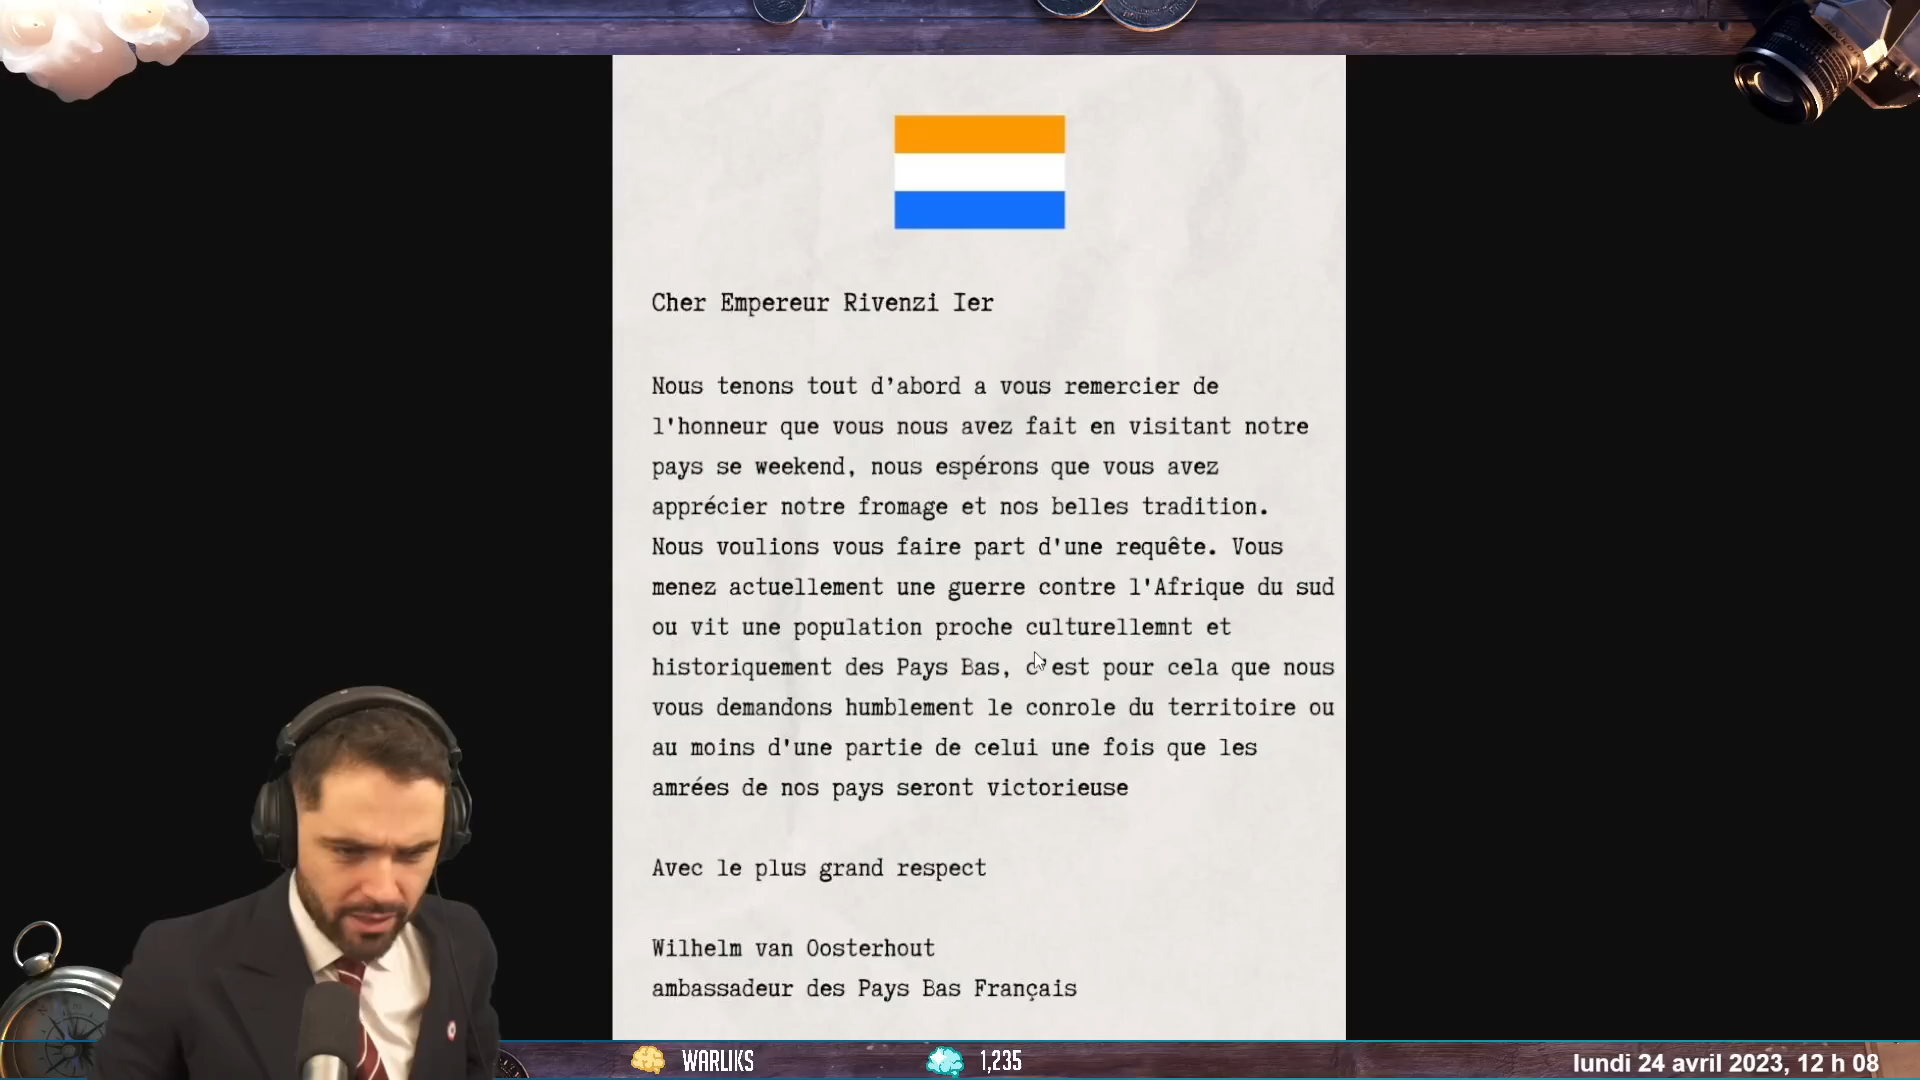 Cher Empereur Rivenzi Ier
Nous tenons tout d'abord a vous remercier de
l'honneur que vous nous avez fait en visitant notre
pays se weekend, nous espérons que vous avez
apprécier notre fromage et nos belles tradition.
Nous voulions vous faire part d'une requête. Vous
menez actuellement une guerre contre l'Afrique du sud
ou vit une population proche culturellemnt et
historiquement des Pays Bas, c'est pour cela que nous
vous demandons humblement le conrole du territoire ou
au moins d'une partie de celui une fois que les
amrées de nos pays seront victorieuse
Avec le plus grand respect
Wilhelm van Oosterhout
ambassadeur des Pays Bas Français
WARLIKS
1,235
lundi 24 avril 2023, 12 h 08